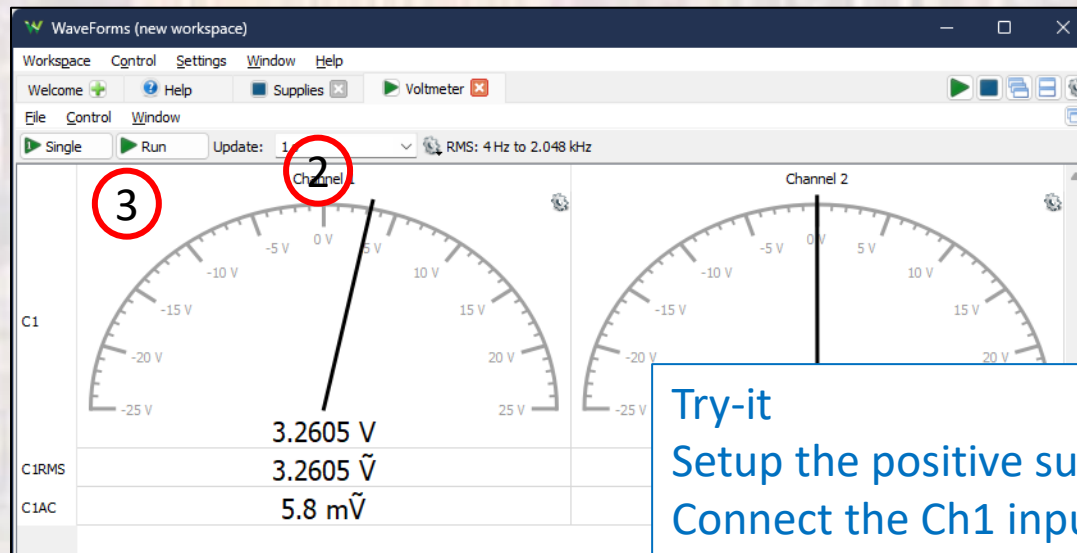 WaveForms (new workspace)
Workspace Control Settings Window Help
Welcome Help Supplies Voltmeter
File Control Window
Single Run Update: RMS: 4 Hz to 2.048 kHz
2
3
Channel 1 Channel 2
-25 V -20 V -15 V -10 V -5 V 0 V 5 V 10 V 15 V 20 V 25 V
-25 V -20 V -15 V -10 V -5 V 0 V 5 V 10 V 15 V 20 V
C1
3.2605 V
C1RMS 3.2605 Ṽ
C1AC 5.8 mṼ
Try-it
Setup the positive su
Connect the Ch1 inpu